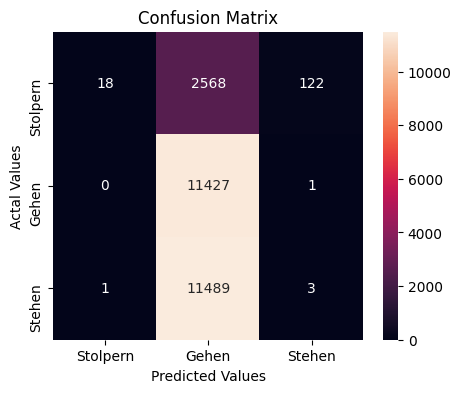 Confusion Matrix
Actal Values
Stolpern
18 2568 122
Gehen
0 11427 1
Stehen
1 11489 3
Stolpern Gehen Stehen
Predicted Values
10000
8000
6000
4000
2000
0